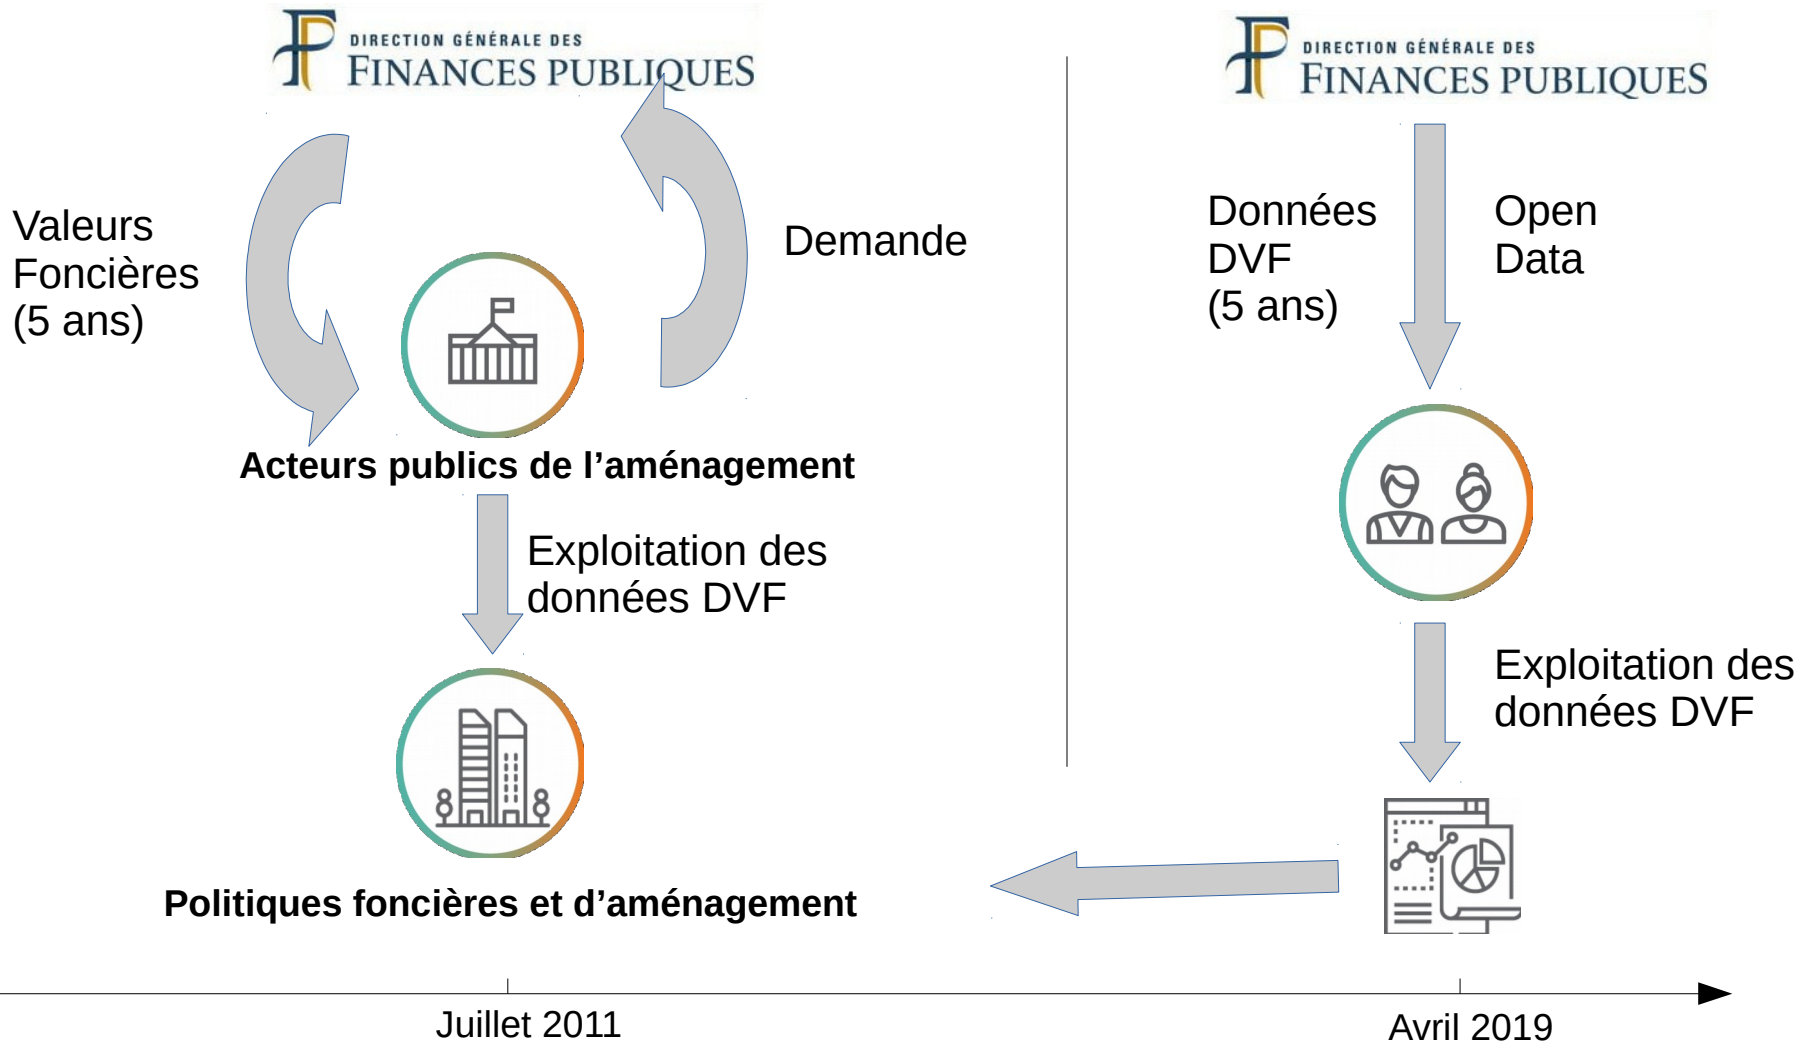 DIRECTION GÉNÉRALE DES
FINANCES PUBLIQUES
Valeurs
Foncières
(5 ans)
Demande
Acteurs publics de l’aménagement
Exploitation des
données DVF
Politiques foncières et d’aménagement
DIRECTION GÉNÉRALE DES
FINANCES PUBLIQUES
Données
DVF
(5 ans)
Open
Data
Exploitation des
données DVF
Juillet 2011
Avril 2019